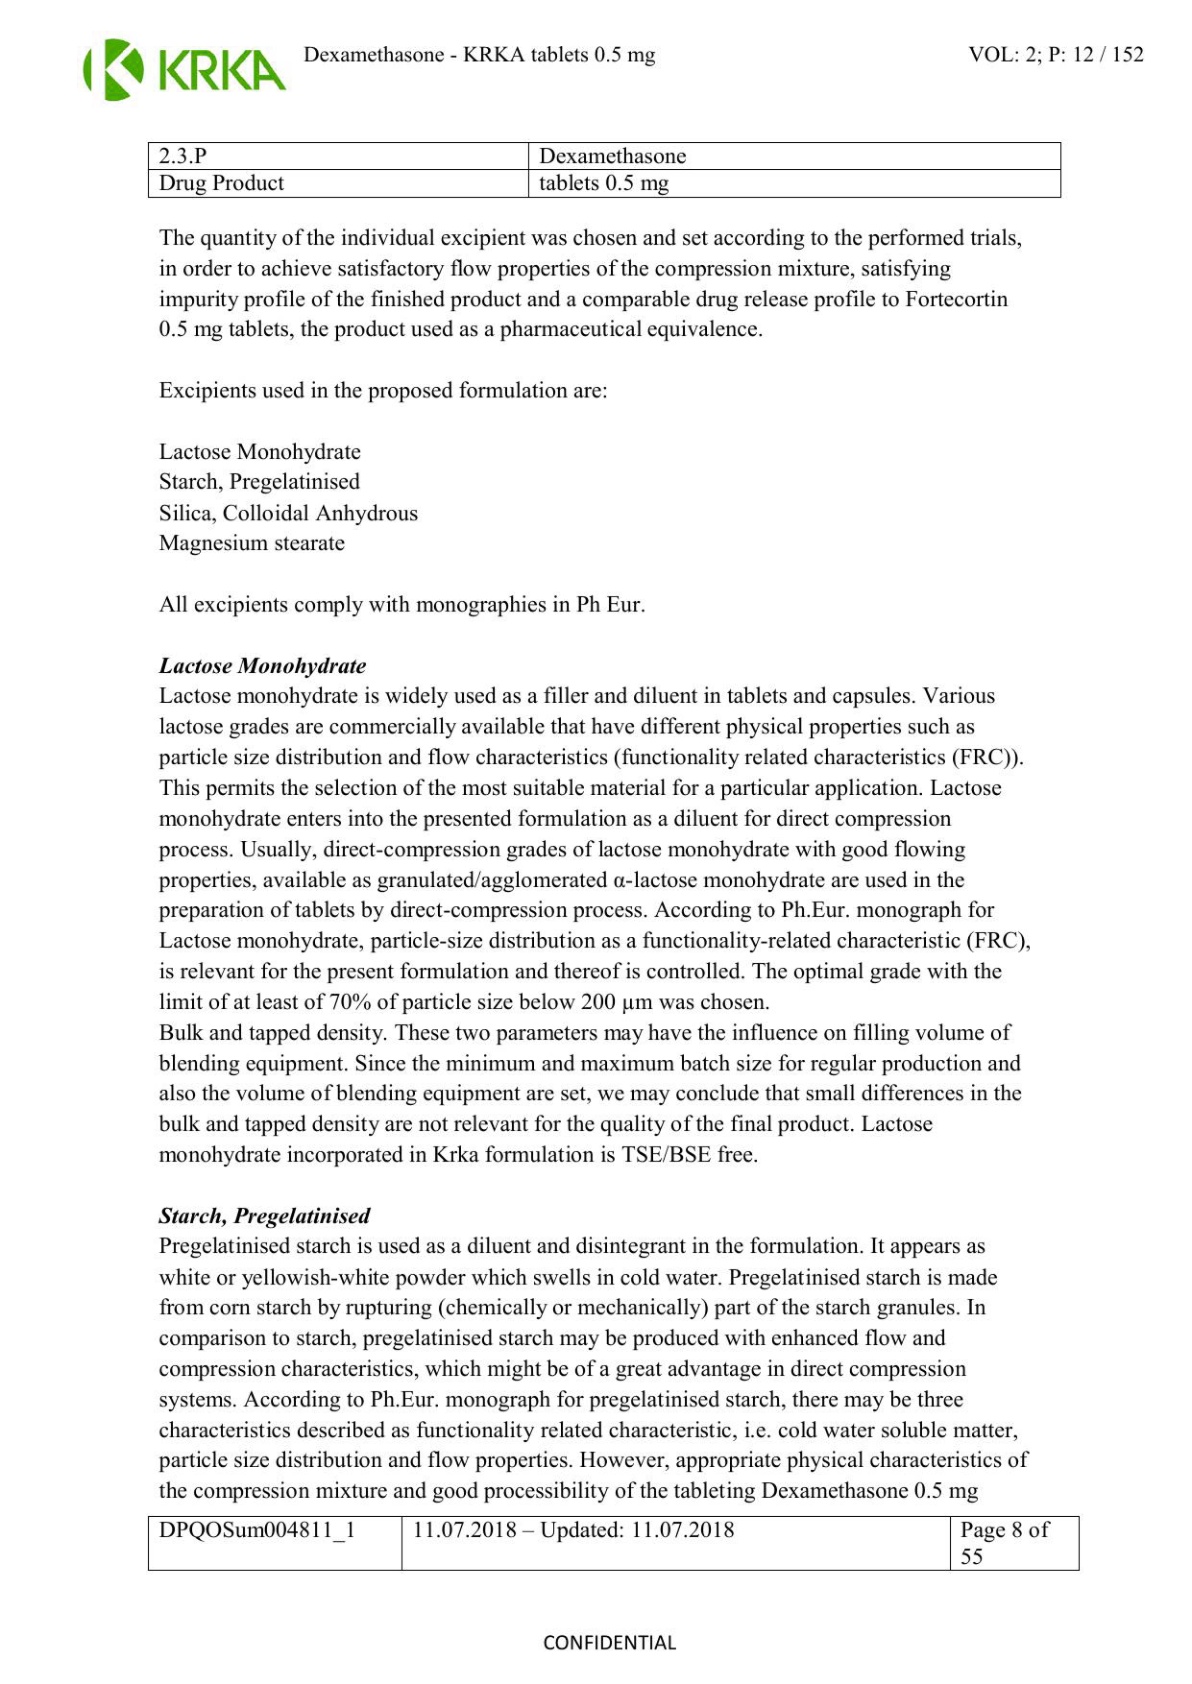 KRKA Dexamethasone - KRKA tablets 0.5 mg VOL: 2; P: 12 / 152
2.3.P Dexamethasone
Drug Product tablets 0.5 mg
The quantity of the individual excipient was chosen and set according to the performed trials,
in order to achieve satisfactory flow properties of the compression mixture, satisfying
impurity profile of the finished product and a comparable drug release profile to Fortecortin
0.5 mg tablets, the product used as a pharmaceutical equivalence.
Excipients used in the proposed formulation are:
Lactose Monohydrate
Starch, Pregelatinised
Silica, Colloidal Anhydrous
Magnesium stearate
All excipients comply with monographies in Ph Eur.
Lactose Monohydrate
Lactose monohydrate is widely used as a filler and diluent in tablets and capsules. Various
lactose grades are commercially available that have different physical properties such as
particle size distribution and flow characteristics (functionality related characteristics (FRC)).
This permits the selection of the most suitable material for a particular application. Lactose
monohydrate enters into the presented formulation as a diluent for direct compression
process. Usually, direct-compression grades of lactose monohydrate with good flowing
properties, available as granulated/agglomerated α-lactose monohydrate are used in the
preparation of tablets by direct-compression process. According to Ph.Eur. monograph for
Lactose monohydrate, particle-size distribution as a functionality-related characteristic (FRC),
is relevant for the present formulation and thereof is controlled. The optimal grade with the
limit of at least of 70% of particle size below 200 µm was chosen.
Bulk and tapped density. These two parameters may have the influence on filling volume of
blending equipment. Since the minimum and maximum batch size for regular production and
also the volume of blending equipment are set, we may conclude that small differences in the
bulk and tapped density are not relevant for the quality of the final product. Lactose
monohydrate incorporated in Krka formulation is TSE/BSE free.
Starch, Pregelatinised
Pregelatinised starch is used as a diluent and disintegrant in the formulation. It appears as
white or yellowish-white powder which swells in cold water. Pregelatinised starch is made
from corn starch by rupturing (chemically or mechanically) part of the starch granules. In
comparison to starch, pregelatinised starch may be produced with enhanced flow and
compression characteristics, which might be of a great advantage in direct compression
systems. According to Ph.Eur. monograph for pregelatinised starch, there may be three
characteristics described as functionality related characteristic, i.e. cold water soluble matter,
particle size distribution and flow properties. However, appropriate physical characteristics of
the compression mixture and good processibility of the tableting Dexamethasone 0.5 mg
DPQOSum004811_1 11.07.2018 – Updated: 11.07.2018 Page 8 of
55
CONFIDENTIAL